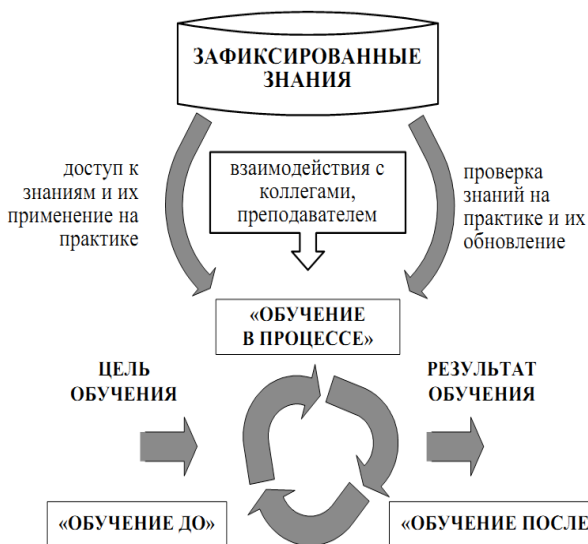 ЗАФИКСИРОВАННЫЕ
ЗНАНИЯ
доступ к
знаниям и их
применение на
практике
взаимодействия с
коллегами,
преподавателем
проверка
знаний на
практике и их
обновление
«ОБУЧЕНИЕ
В ПРОЦЕССЕ»
ЦЕЛЬ
ОБУЧЕНИЯ
РЕЗУЛЬТАТ
ОБУЧЕНИЯ
«ОБУЧЕНИЕ ДО»
«ОБУЧЕНИЕ ПОСЛЕ